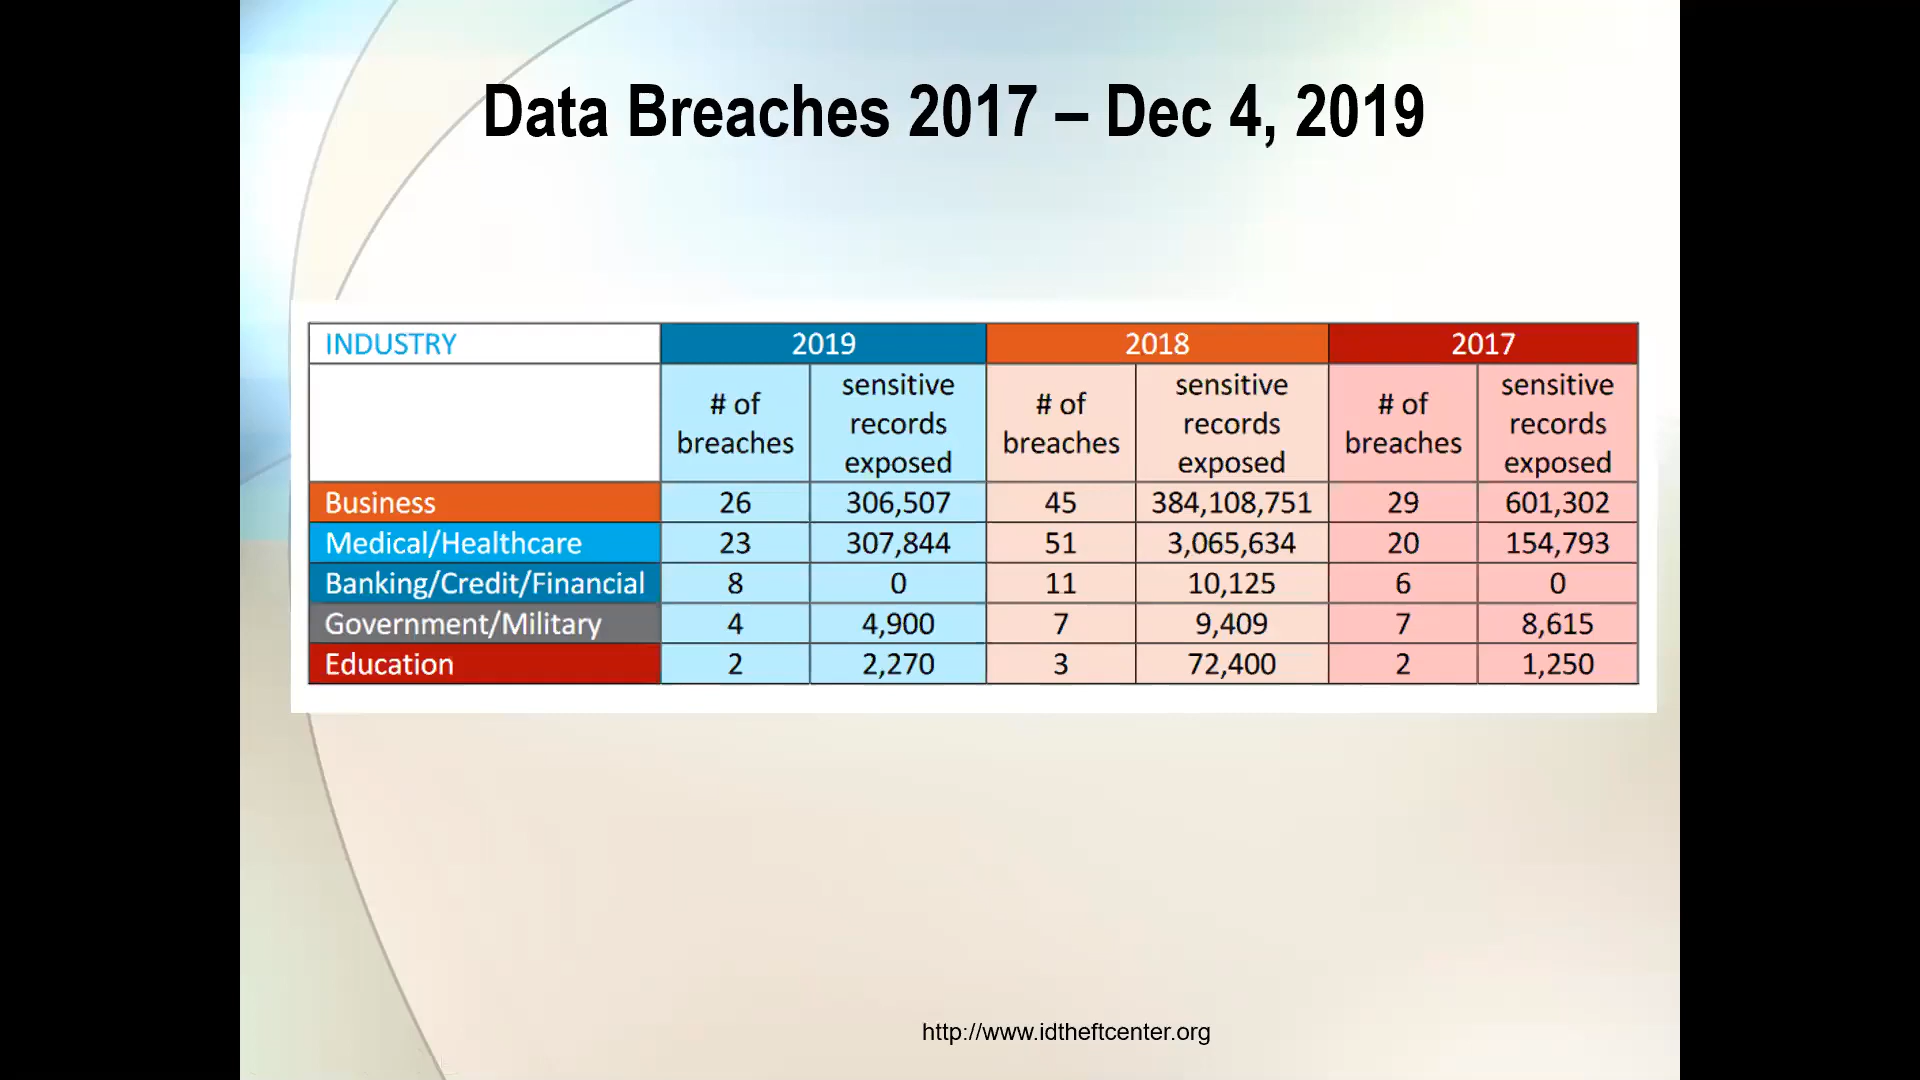 Data Breaches 2017 – Dec 4, 2019
INDUSTRY 2019 2018 2017
# of breaches sensitive records exposed # of breaches sensitive records exposed # of breaches sensitive records exposed
Business 26 306,507 45 384,108,751 29 601,302
Medical/Healthcare 23 307,844 51 3,065,634 20 154,793
Banking/Credit/Financial 8 0 11 10,125 6 0
Government/Military 4 4,900 7 9,409 7 8,615
Education 2 2,270 3 72,400 2 1,250
http://www.idtheftcenter.org